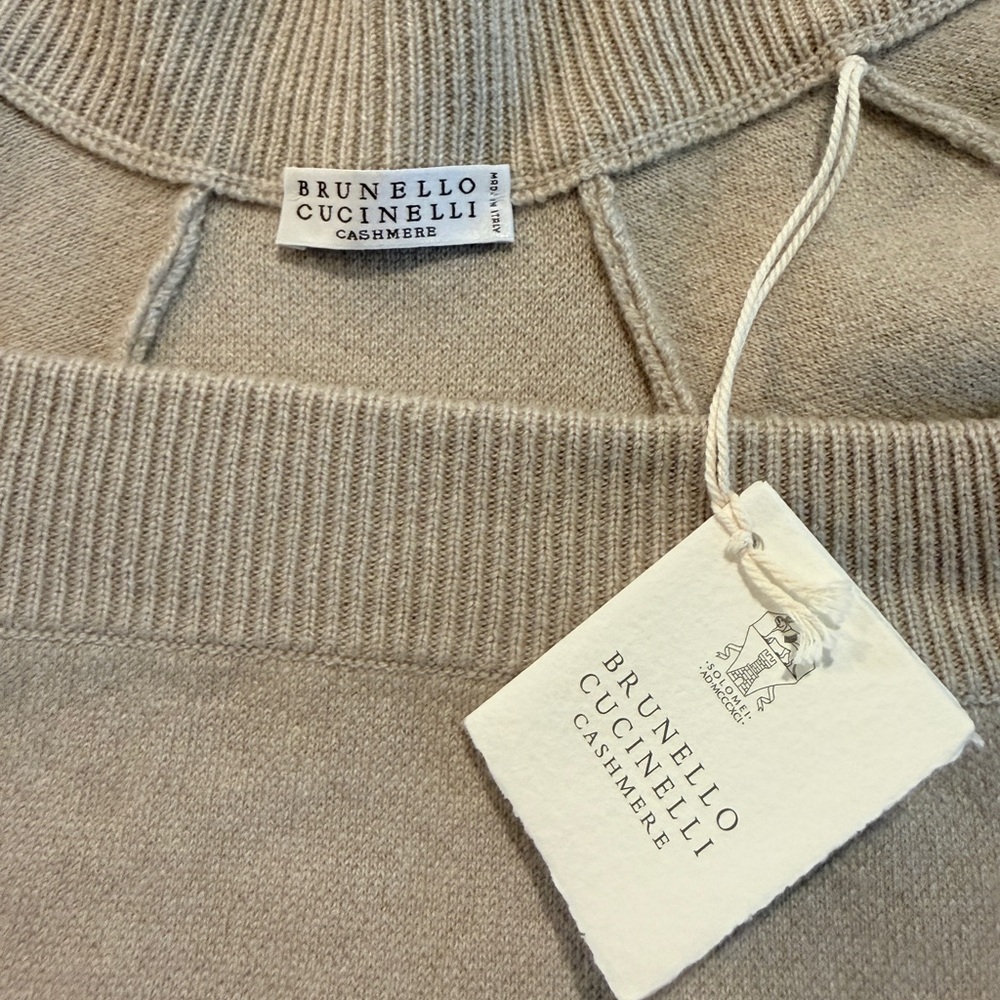 BRUNELLO
CUCINELLI
CASHMERE
MADE IN ITALY
·SOLOMEI·
·AD·MCCCXCI·
BRUNELLO
CUCINELLI
CASHMERE